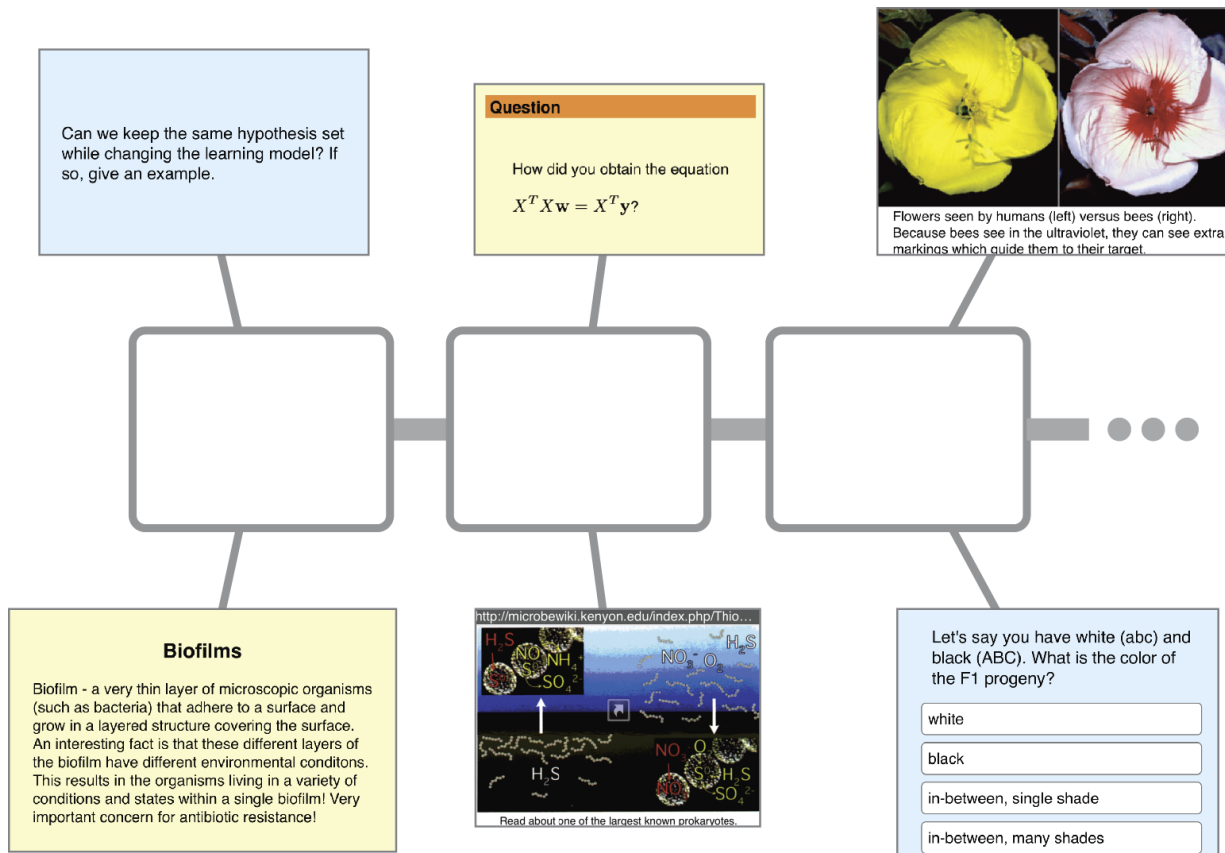 Can we keep the same hypothesis set
while changing the learning model? If
so, give an example.
Question
How did you obtain the equation
X^T X w = X^T y?
Flowers seen by humans (left) versus bees (right).
Because bees see in the ultraviolet, they can see extra
markings which guide them to their target.
Biofilms
Biofilm - a very thin layer of microscopic organisms
(such as bacteria) that adhere to a surface and
grow in a layered structure covering the surface.
An interesting fact is that these different layers of
the biofilm have different environmental conditons.
This results in the organisms living in a variety of
conditions and states within a single biofilm! Very
important concern for antibiotic resistance!
http://microbewiki.kenyon.edu/index.php/Thio…
H2S
NO
S0
NH4+
SO4 2-
NO3- O2
H2S
H2S
NO3
O
S0
H2S
SO4 2-
Read about one of the largest known prokaryotes.
Let's say you have white (abc) and
black (ABC). What is the color of
the F1 progeny?
white
black
in-between, single shade
in-between, many shades